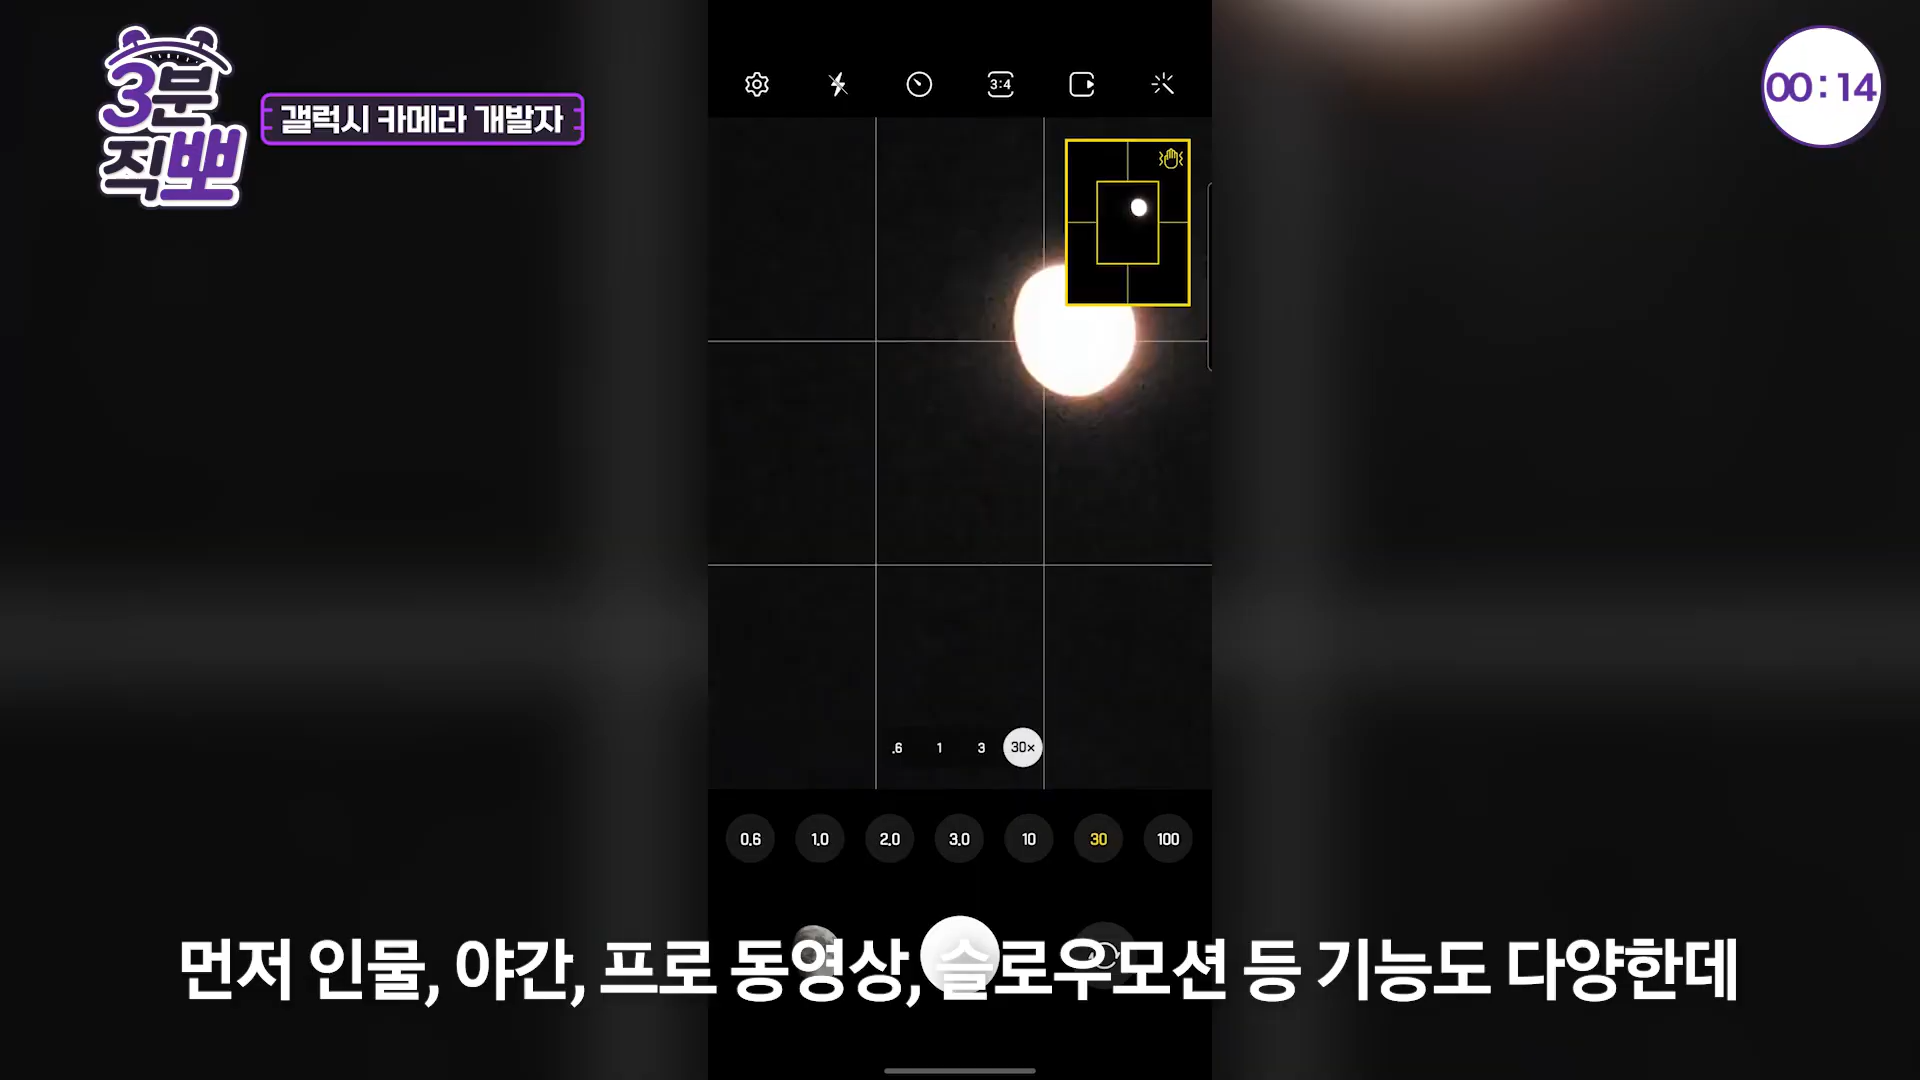 3분
직뽀
갤럭시 카메라 개발자
00:14
3:4
.6 1 3 30×
0.6 1.0 2.0 3.0 10 30 100
먼저 인물, 야간, 프로 동영상, 슬로우모션 등 기능도 다양한데